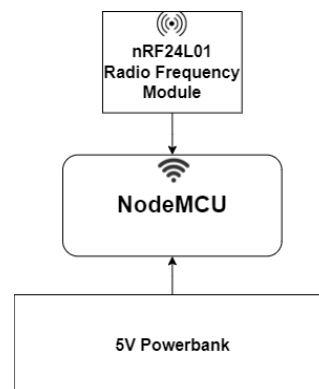 nRF24L01
Radio Frequency
Module
NodeMCU
5V Powerbank